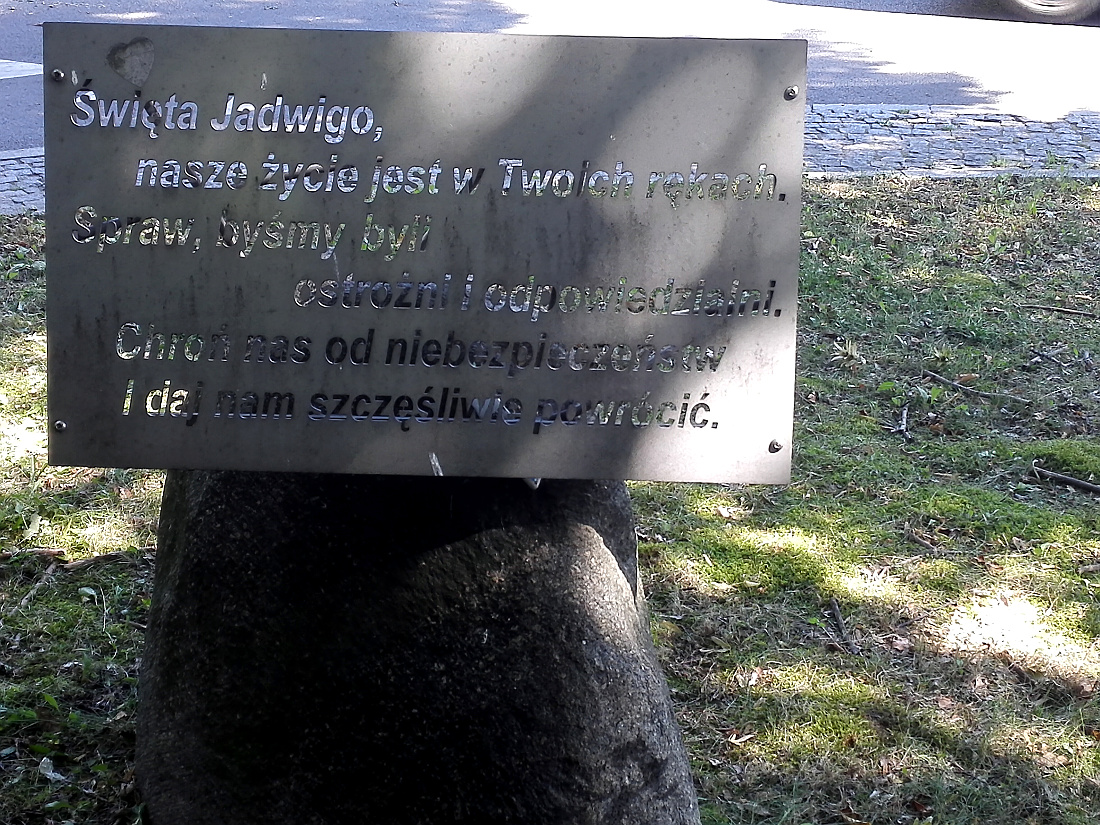 Święta Jadwigo,
nasze życie jest w Twoich rękach.
Spraw, byśmy byli
ostrożni i odpowiedzialni.
Chroń nas od niebezpieczeństw
i daj nam szczęśliwie powrócić.